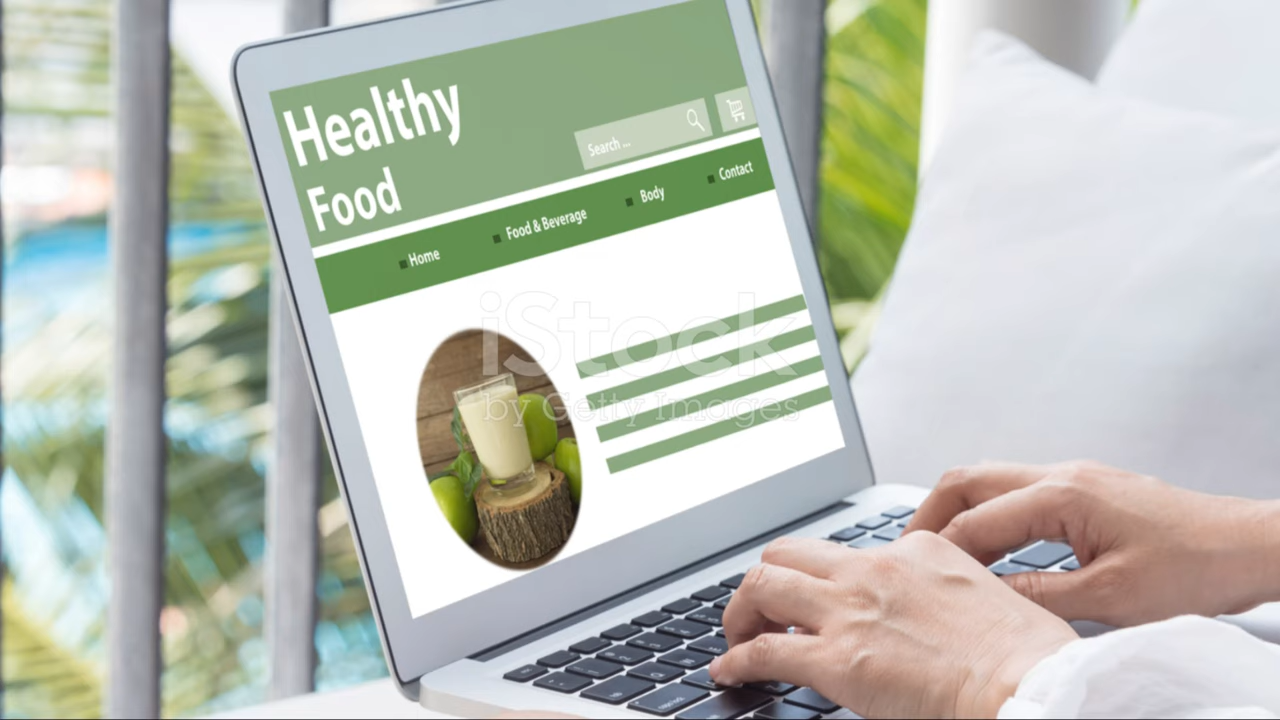 Healthy
Food
Search ...
Home
Food & Beverage
Body
Contact
iStock
by Getty Images